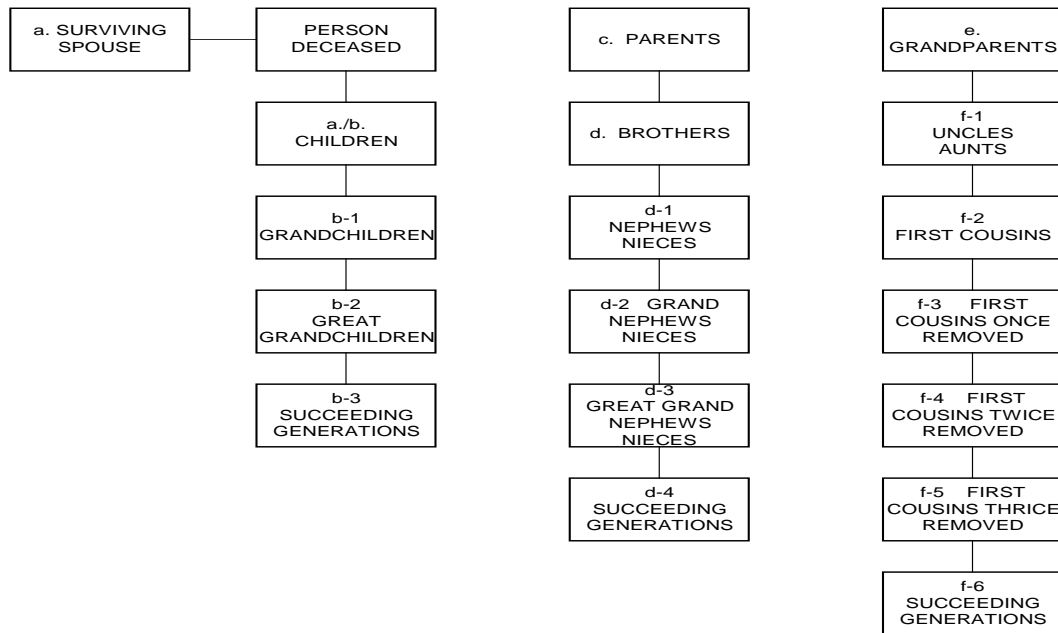 a. SURVIVING
SPOUSE
PERSON
DECEASED
a./b.
CHILDREN
b-1
GRANDCHILDREN
b-2
GREAT
GRANDCHILDREN
b-3
SUCCEEDING
GENERATIONS
c. PARENTS
d. BROTHERS
d-1
NEPHEWS
NIECES
d-2 GRAND
NEPHEWS
NIECES
d-3
GREAT GRAND
NEPHEWS
NIECES
d-4
SUCCEEDING
GENERATIONS
e.
GRANDPARENTS
f-1
UNCLES
AUNTS
f-2
FIRST COUSINS
f-3 FIRST
COUSINS ONCE
REMOVED
f-4 FIRST
COUSINS TWICE
REMOVED
f-5 FIRST
COUSINS THRICE
REMOVED
f-6
SUCCEEDING
GENERATIONS